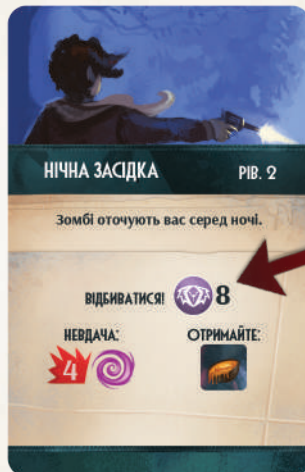 НІЧНА ЗАСІДКА РІВ. 2
Зомбі оточують вас серед ночі.
ВІДБИВАТИСЯ! 8
НЕВДАЧА: ОТРИМАЙТЕ:
4